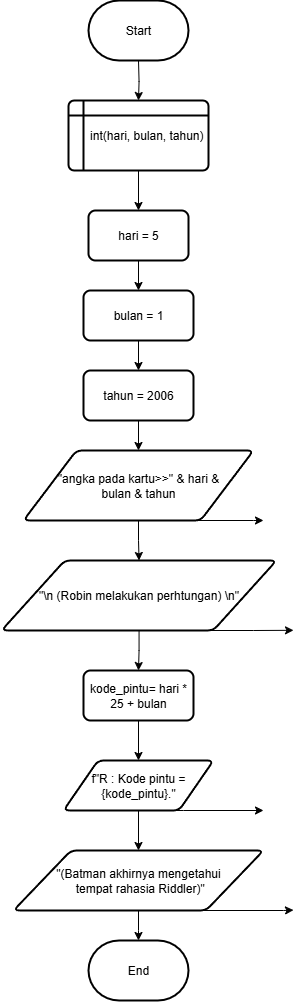 Start
int(hari, bulan, tahun)
hari = 5
bulan = 1
tahun = 2006
"angka pada kartu>>" & hari &
bulan & tahun
"\n (Robin melakukan perhtungan) \n"
kode_pintu= hari *
25 + bulan
f"R : Kode pintu =
{kode_pintu}."
"(Batman akhirnya mengetahui
tempat rahasia Riddler)"
End